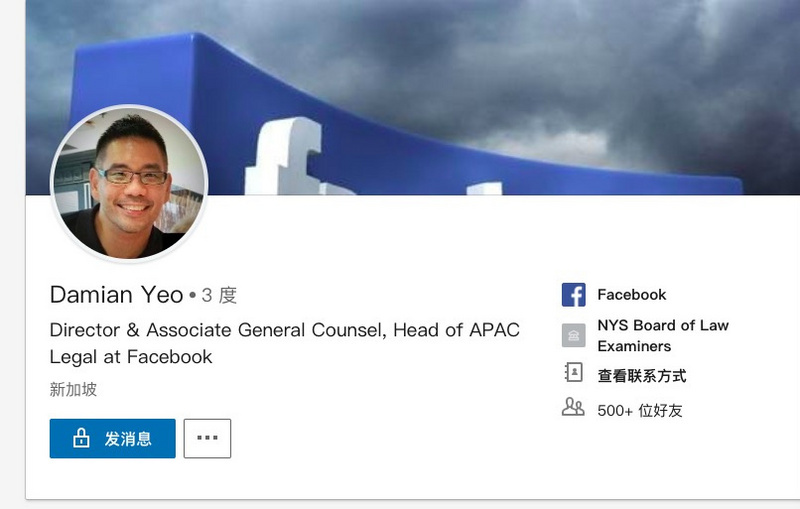 Damian Yeo • 3 度
Director & Associate General Counsel, Head of APAC
Legal at Facebook
新加坡
发消息
Facebook
NYS Board of Law
Examiners
查看联系方式
500+ 位好友